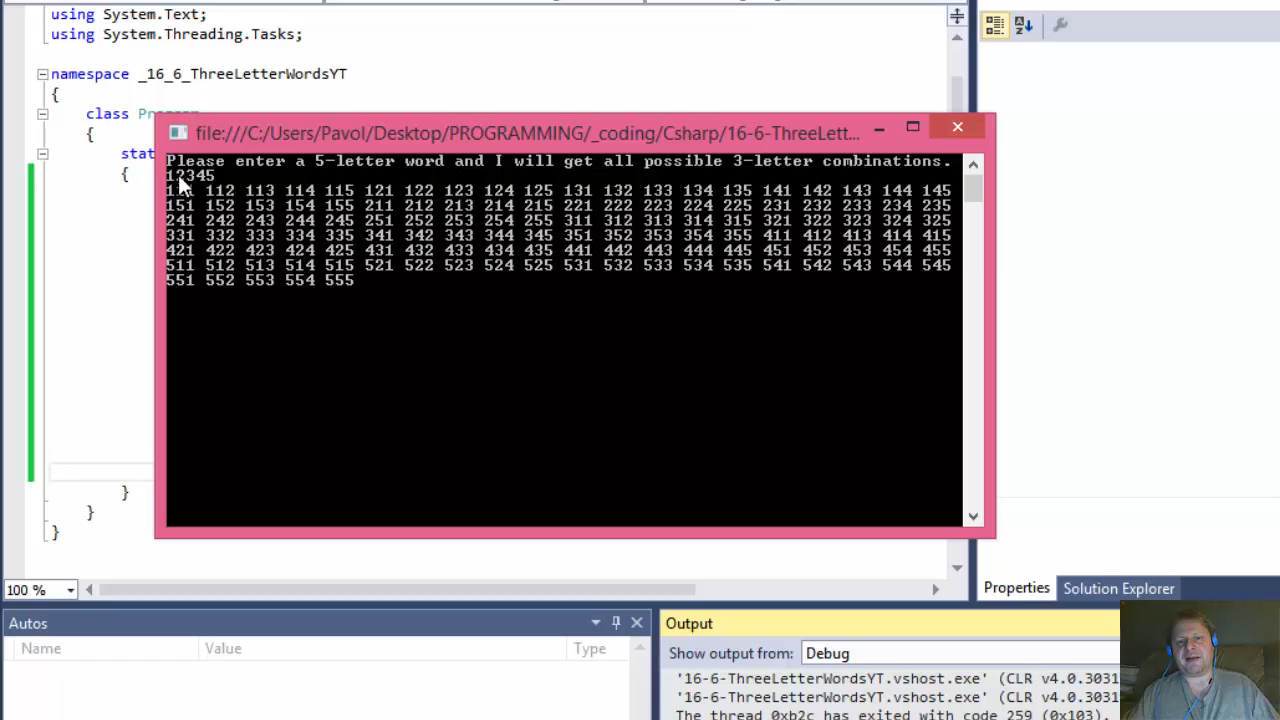 using System.Text;
using System.Threading.Tasks;
namespace _16_6_ThreeLetterWordsYT
{
class Program
{
stat
{
}
}
}
file:///C:/Users/Pavol/Desktop/PROGRAMMING/_coding/Csharp/16-6-ThreeLett...
Please enter a 5-letter word and I will get all possible 3-letter combinations.
12345
111 112 113 114 115 121 122 123 124 125 131 132 133 134 135 141 142 143 144 145
151 152 153 154 155 211 212 213 214 215 221 222 223 224 225 231 232 233 234 235
241 242 243 244 245 251 252 253 254 255 311 312 313 314 315 321 322 323 324 325
331 332 333 334 335 341 342 343 344 345 351 352 353 354 355 411 412 413 414 415
421 422 423 424 425 431 432 433 434 435 441 442 443 444 445 451 452 453 454 455
511 512 513 514 515 521 522 523 524 525 531 532 533 534 535 541 542 543 544 545
551 552 553 554 555
100 %
Properties Solution Explorer
Autos
Name Value Type
Output
Show output from: Debug
'16-6-ThreeLetterWordsYT.vshost.exe' (CLR v4.0.3031
'16-6-ThreeLetterWordsYT.vshost.exe' (CLR v4.0.3031
The thread 0xb2c has exited with code 259 (0x103).